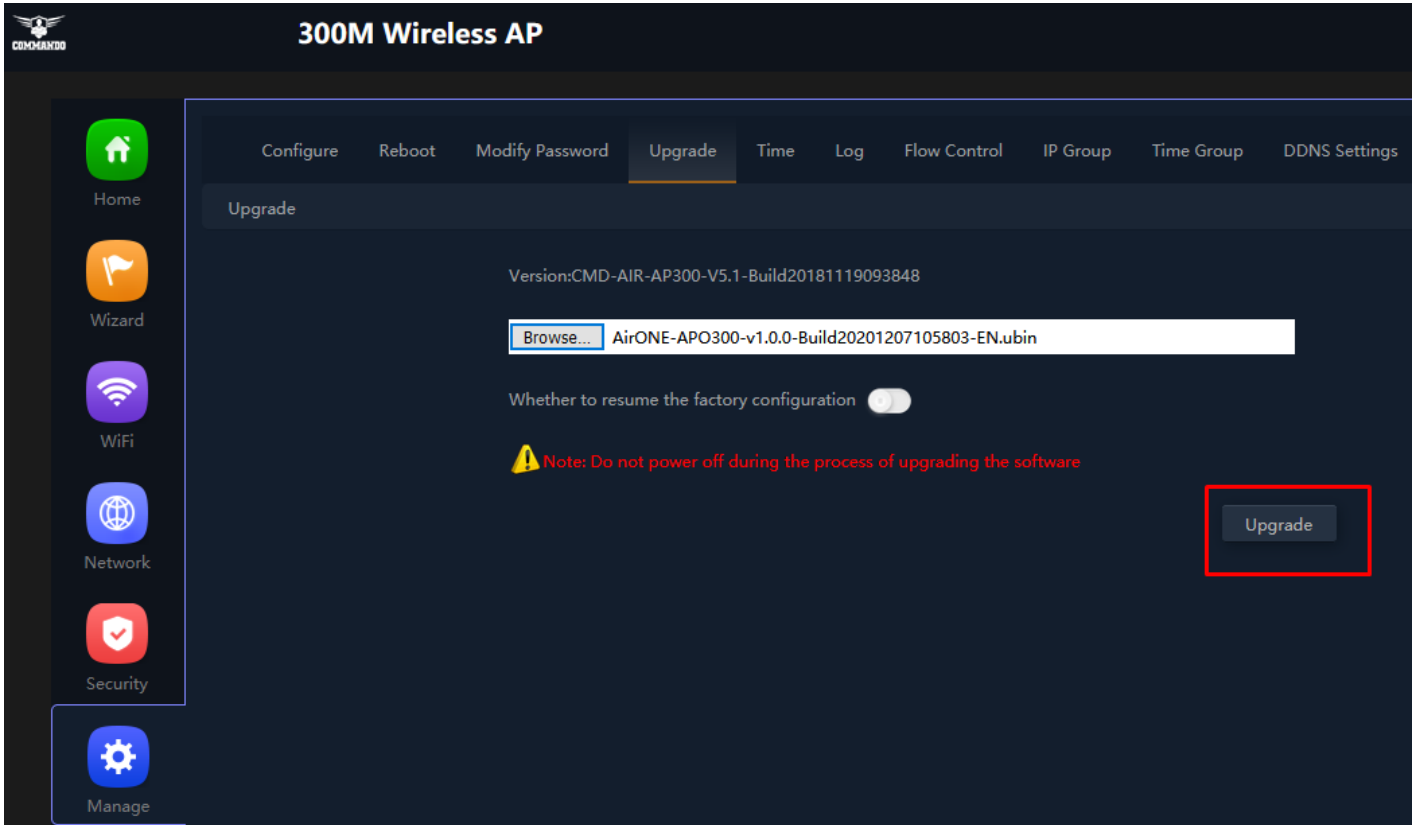 COMMANDO
300M Wireless AP
Configure Reboot Modify Password Upgrade Time Log Flow Control IP Group Time Group DDNS Settings
Home
Upgrade
Version:CMD-AIR-AP300-V5.1-Build20181119093848
Wizard
Browse... AirONE-APO300-v1.0.0-Build20201207105803-EN.ubin
Whether to resume the factory configuration
WiFi
Note: Do not power off during the process of upgrading the software
Upgrade
Network
Security
Manage